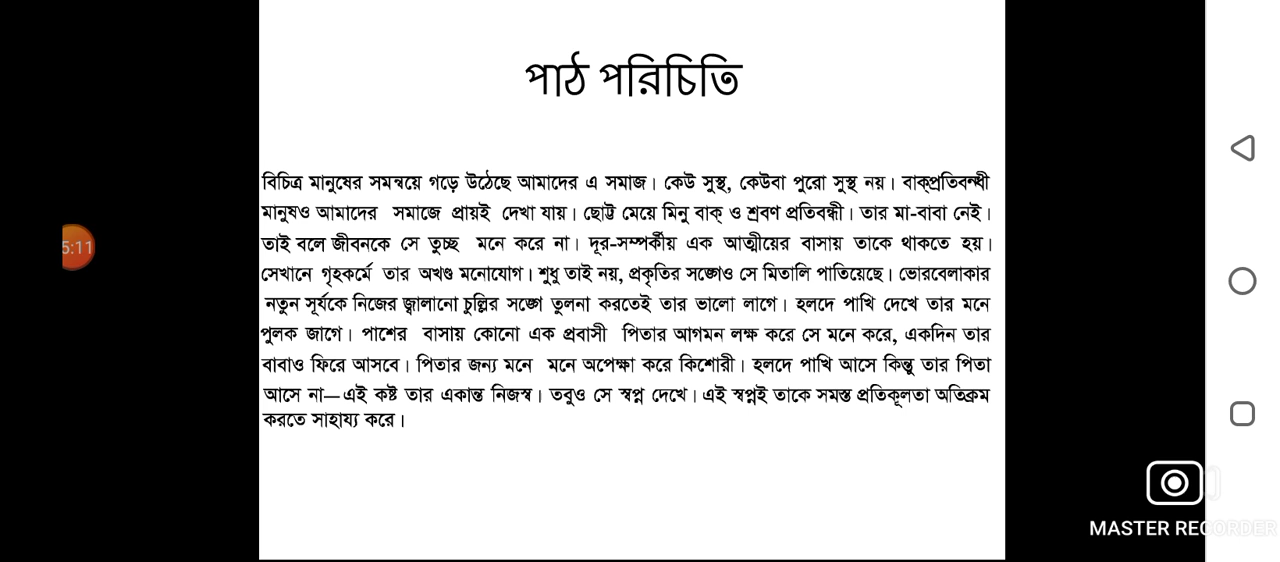 পাঠ পরিচিতি
বিচিত্র মানুষের সমন্বয়ে গড়ে উঠেছে আমাদের এ সমাজ। কেউ সুস্থ, কেউবা পুরো সুস্থ নয়। বাক্‌প্রতিবন্ধী
মানুষও আমাদের সমাজে প্রায়ই দেখা যায়। ছোট্ট মেয়ে মিনু বাক্ ও শ্রবণ প্রতিবন্ধী। তার মা-বাবা নেই।
তাই বলে জীবনকে সে তুচ্ছ মনে করে না। দূর-সম্পর্কীয় এক আত্মীয়ের বাসায় তাকে থাকতে হয়।
সেখানে গৃহকর্মে তার অখণ্ড মনোযোগ। শুধু তাই নয়, প্রকৃতির সঙ্গেও সে মিতালি পাতিয়েছে। ভোরবেলাকার
নতুন সূর্যকে নিজের জ্বালানো চুল্লির সঙ্গে তুলনা করতেই তার ভালো লাগে। হলদে পাখি দেখে তার মনে
পুলক জাগে। পাশের বাসায় কোনো এক প্রবাসী পিতার আগমন লক্ষ করে সে মনে করে, একদিন তার
বাবাও ফিরে আসবে। পিতার জন্য মনে মনে অপেক্ষা করে কিশোরী। হলদে পাখি আসে কিন্তু তার পিতা
আসে না—এই কষ্ট তার একান্ত নিজস্ব। তবুও সে স্বপ্ন দেখে। এই স্বপ্নই তাকে সমস্ত প্রতিকূলতা অতিক্রম
করতে সাহায্য করে।
5:11
MASTER RECORDER